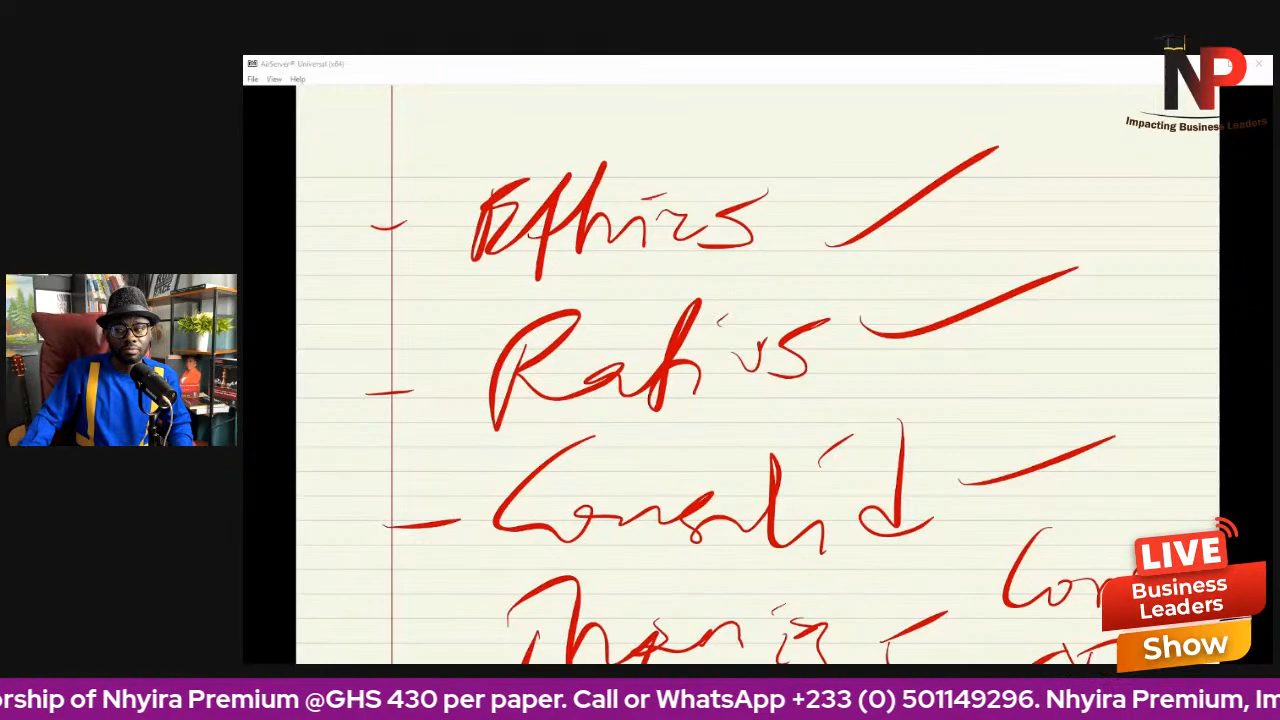 AirServer® Universal (x64)
File View Help
NP
Impacting Business Leaders
- Ethics
- Ratios
- Consolid
LIVE
Business
Leaders
Show
orship of Nhyira Premium @GHS 430 per paper. Call or WhatsApp +233 (0) 501149296. Nhyira Premium, Im